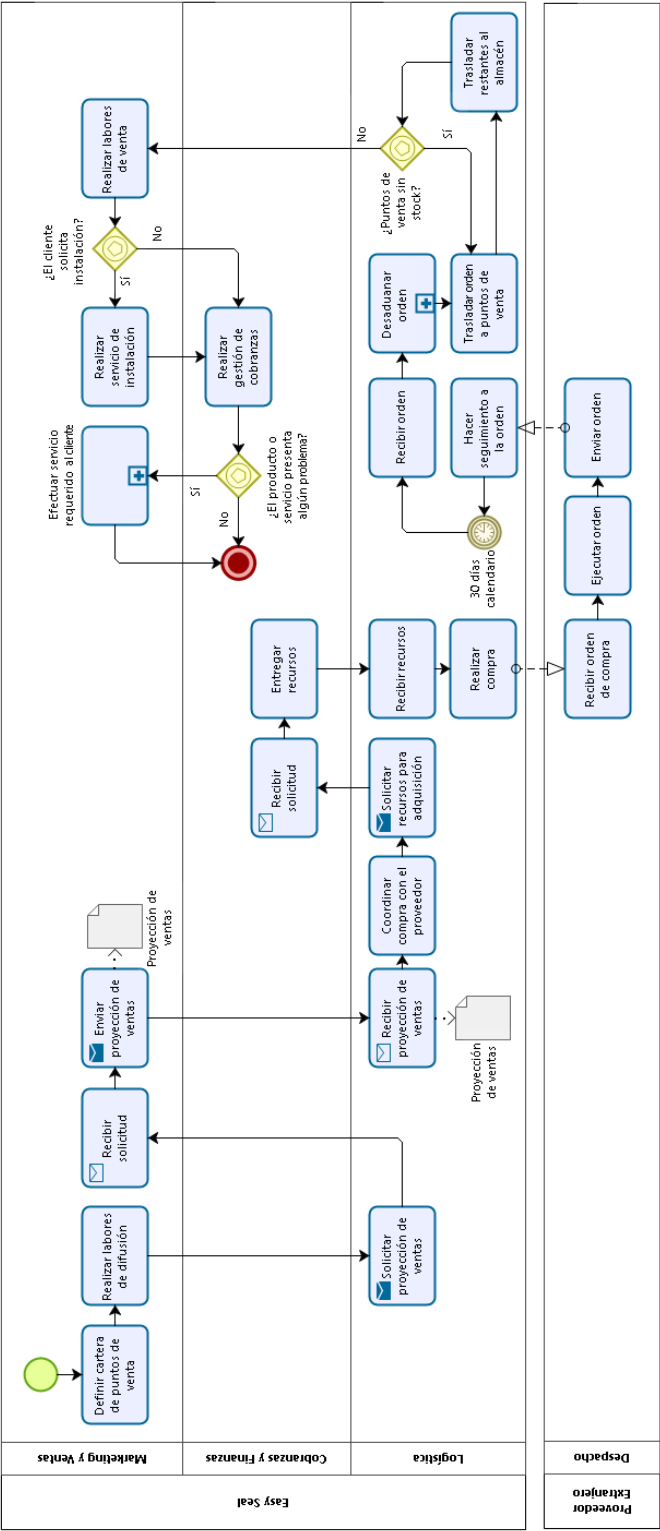 Easy Seal
Marketing y Ventas
Cobranzas y Finanzas
Logística
Proveedor
Extranjero
Despacho
Definir cartera
de puntos de
venta
Realizar labores
de difusión
Solicitar
proyección de
ventas
Recibir
solicitud
Enviar
proyección de
ventas
Proyección de
ventas
Recibir
proyección de
ventas
Proyección
de ventas
Coordinar
compra con el
proveedor
Solicitar
recursos para
adquisición
Recibir
solicitud
Entregar
recursos
Recibir recursos
Realizar
compra
Recibir orden
de compra
Ejecutar orden
Enviar orden
Hacer
seguimiento a
la orden
30 días
calendario
Recibir orden
Desaduanar
orden
Trasladar orden
a puntos de
venta
Trasladar
restantes al
almacén
¿Puntos de
venta sin
stock?
Sí
No
Realizar labores
de venta
¿El cliente
solicita
instalación?
Sí
No
Realizar
servicio de
instalación
Realizar
gestión de
cobranzas
¿El producto o
servicio presenta
algún problema?
Sí
No
Efectuar servicio
requerido al cliente